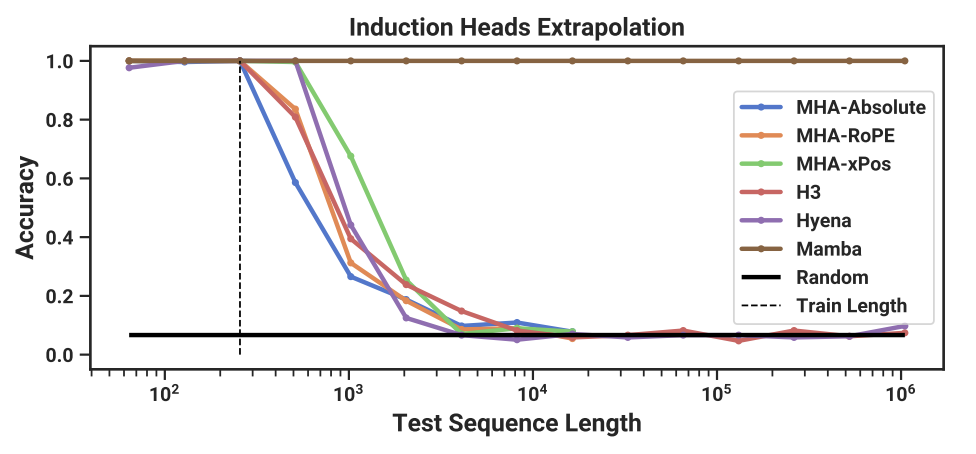 Induction Heads Extrapolation
Accuracy
1.0
0.8
0.6
0.4
0.2
0.0
MHA-Absolute
MHA-RoPE
MHA-xPos
H3
Hyena
Mamba
Random
Train Length
10² 10³ 10⁴ 10⁵ 10⁶
Test Sequence Length